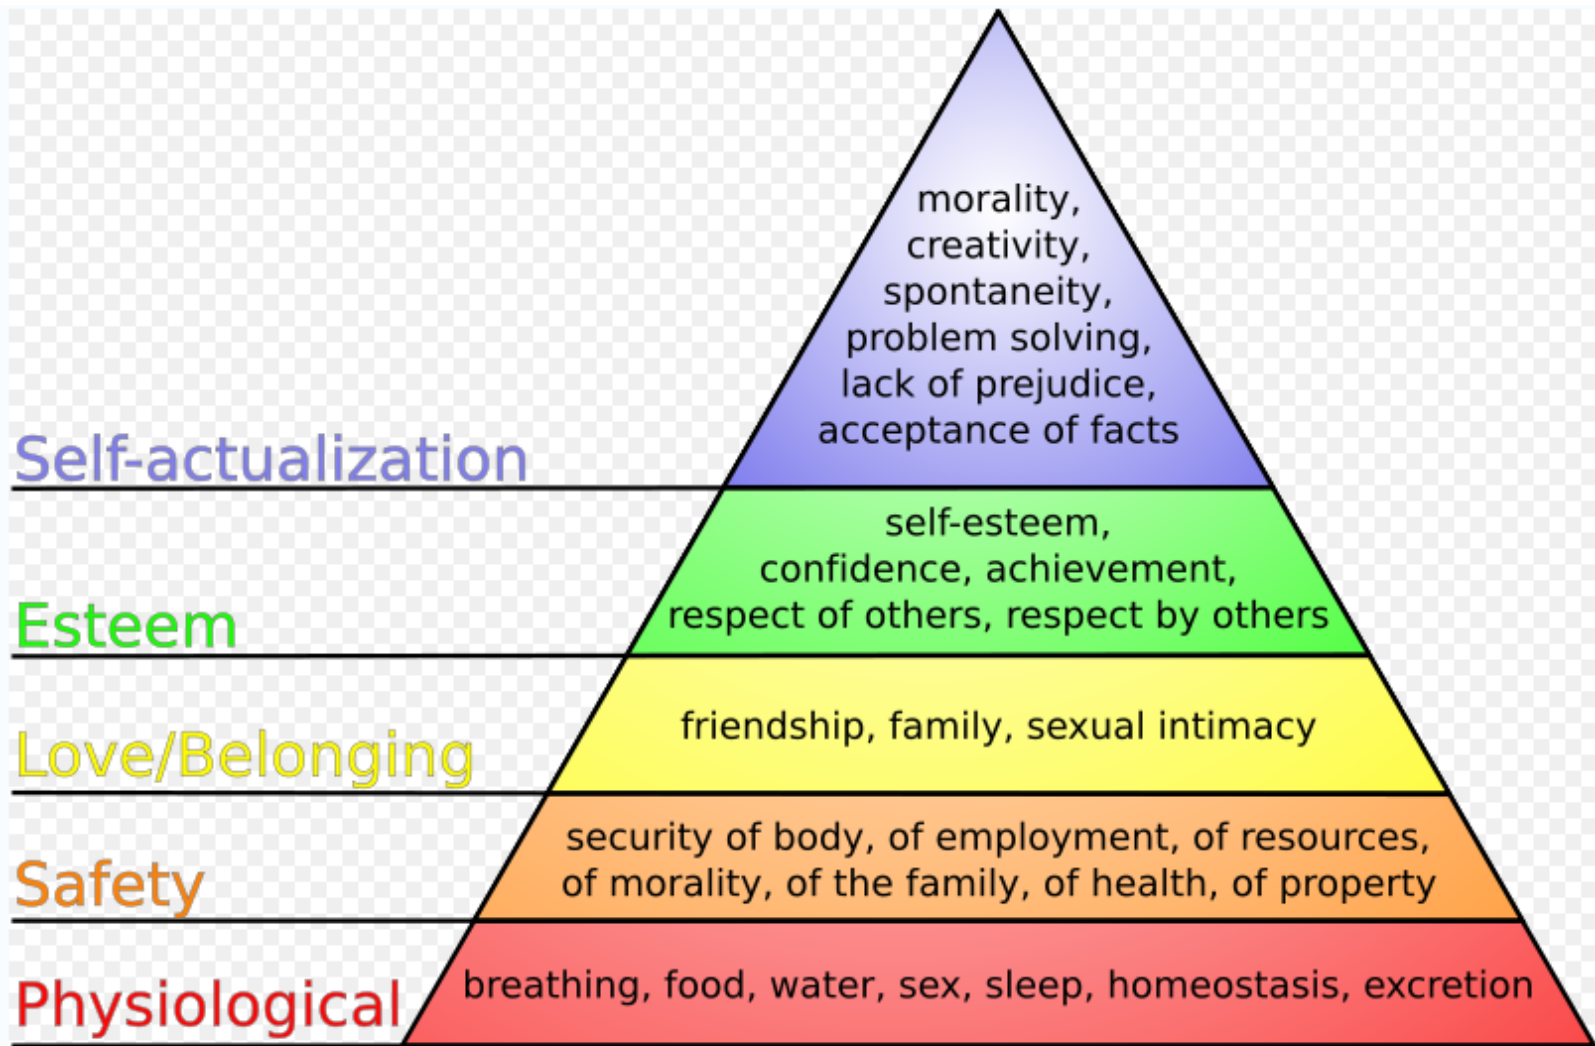 morality,
creativity,
spontaneity,
problem solving,
lack of prejudice,
acceptance of facts
Self-actualization
self-esteem,
confidence, achievement,
respect of others, respect by others
Esteem
friendship, family, sexual intimacy
Love/Belonging
security of body, of employment, of resources,
of morality, of the family, of health, of property
Safety
breathing, food, water, sex, sleep, homeostasis, excretion
Physiological